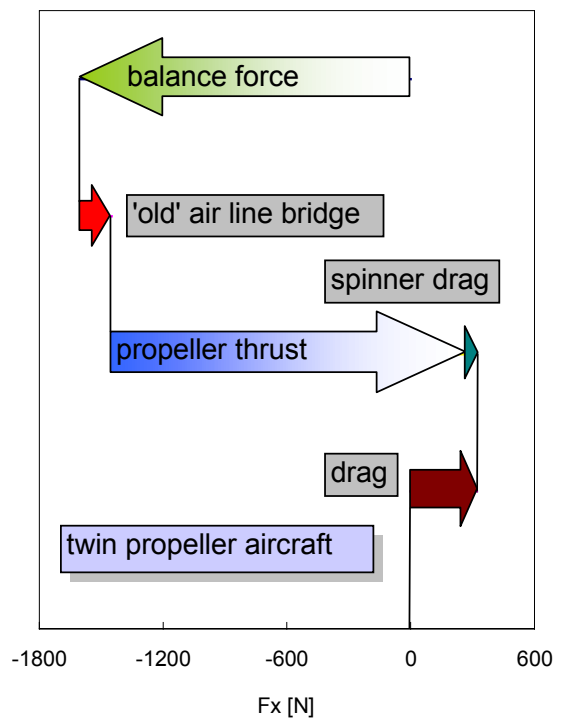 balance force
'old' air line bridge
spinner drag
propeller thrust
drag
twin propeller aircraft
-1800 -1200 -600 0 600
Fx [N]